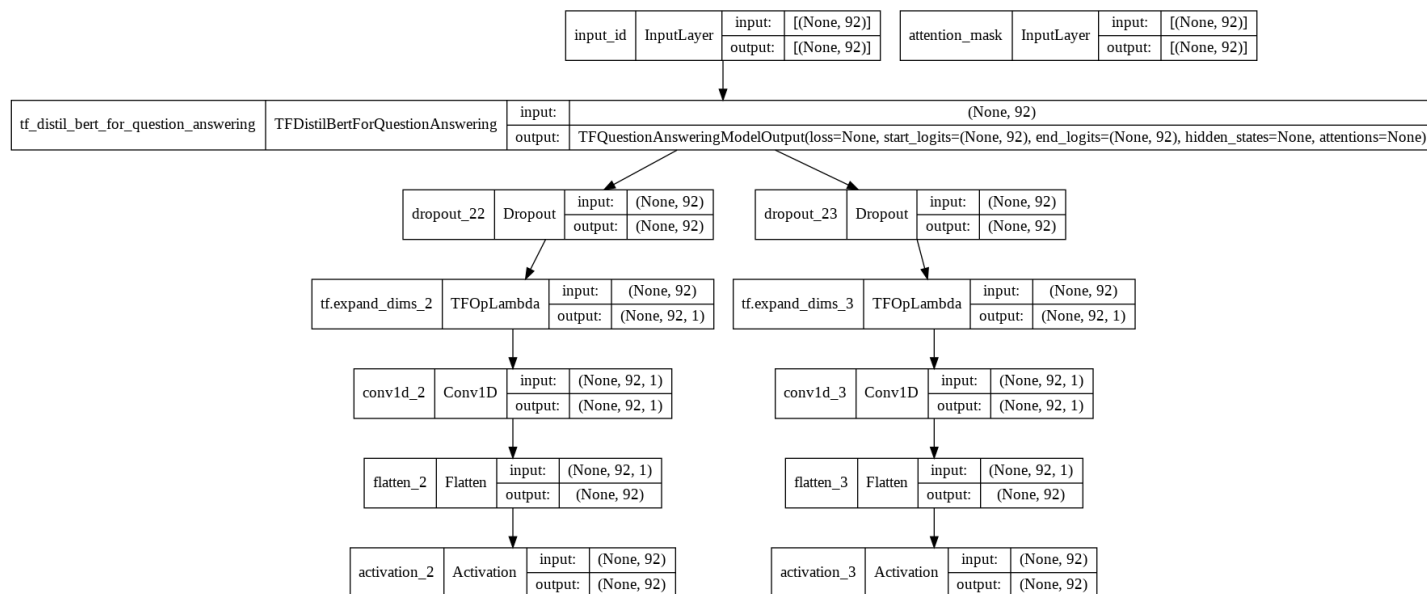 input_id InputLayer input: [(None, 92)] output: [(None, 92)]
attention_mask InputLayer input: [(None, 92)] output: [(None, 92)]
tf_distil_bert_for_question_answering TFDistilBertForQuestionAnswering input: (None, 92)
output: TFQuestionAnsweringModelOutput(loss=None, start_logits=(None, 92), end_logits=(None, 92), hidden_states=None, attentions=None)
dropout_22 Dropout input: (None, 92) output: (None, 92)
dropout_23 Dropout input: (None, 92) output: (None, 92)
tf.expand_dims_2 TFOpLambda input: (None, 92) output: (None, 92, 1)
tf.expand_dims_3 TFOpLambda input: (None, 92) output: (None, 92, 1)
conv1d_2 Conv1D input: (None, 92, 1) output: (None, 92, 1)
conv1d_3 Conv1D input: (None, 92, 1) output: (None, 92, 1)
flatten_2 Flatten input: (None, 92, 1) output: (None, 92)
flatten_3 Flatten input: (None, 92, 1) output: (None, 92)
activation_2 Activation input: (None, 92) output: (None, 92)
activation_3 Activation input: (None, 92) output: (None, 92)